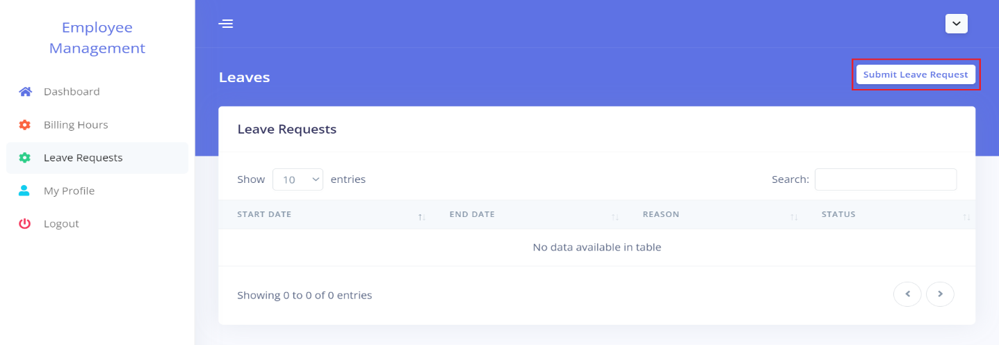 Employee
Management
Dashboard
Billing Hours
Leave Requests
My Profile
Logout
Leaves
Submit Leave Request
Leave Requests
Show 10 entries
Search:
START DATE END DATE REASON STATUS
No data available in table
Showing 0 to 0 of 0 entries